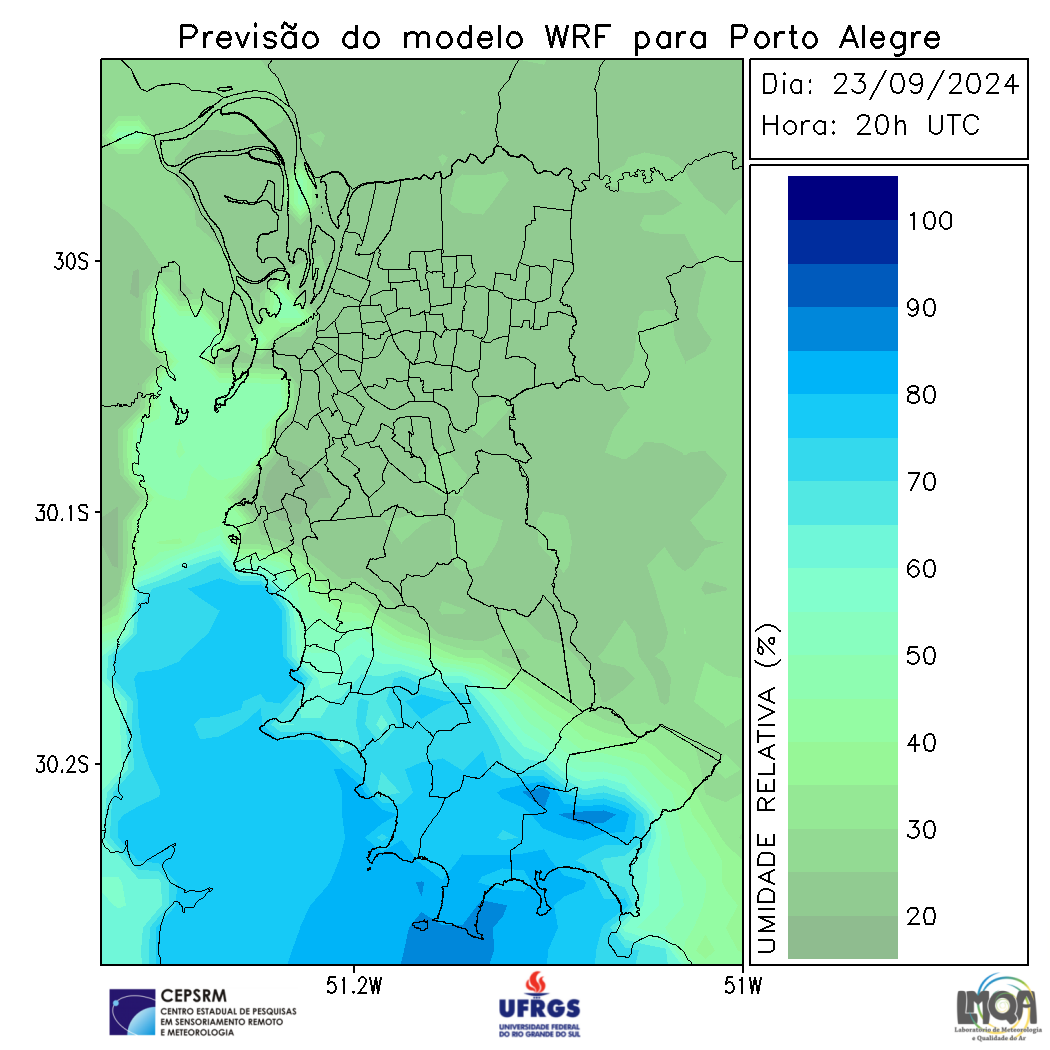 Previsão do modelo WRF para Porto Alegre
Dia: 23/09/2024
Hora: 20h UTC
30S
30.1S
30.2S
51.2W
51W
UMIDADE RELATIVA (%)
100
90
80
70
60
50
40
30
20
CEPSRM
CENTRO ESTADUAL DE PESQUISAS
EM SENSORIAMENTO REMOTO
E METEOROLOGIA
UFRGS
UNIVERSIDADE FEDERAL
DO RIO GRANDE DO SUL
LMQA
Laboratório de Meteorologia
e Qualidade do Ar